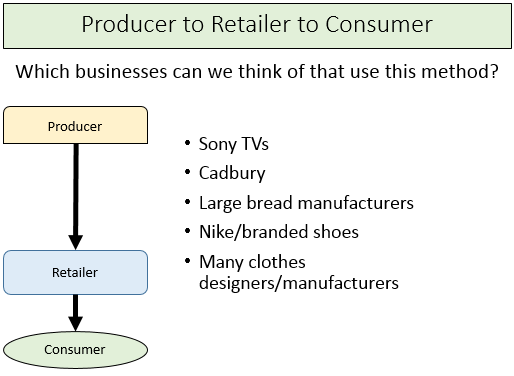 Producer to Retailer to Consumer
Which businesses can we think of that use this method?
Producer
Retailer
Consumer
• Sony TVs
• Cadbury
• Large bread manufacturers
• Nike/branded shoes
• Many clothes
designers/manufacturers